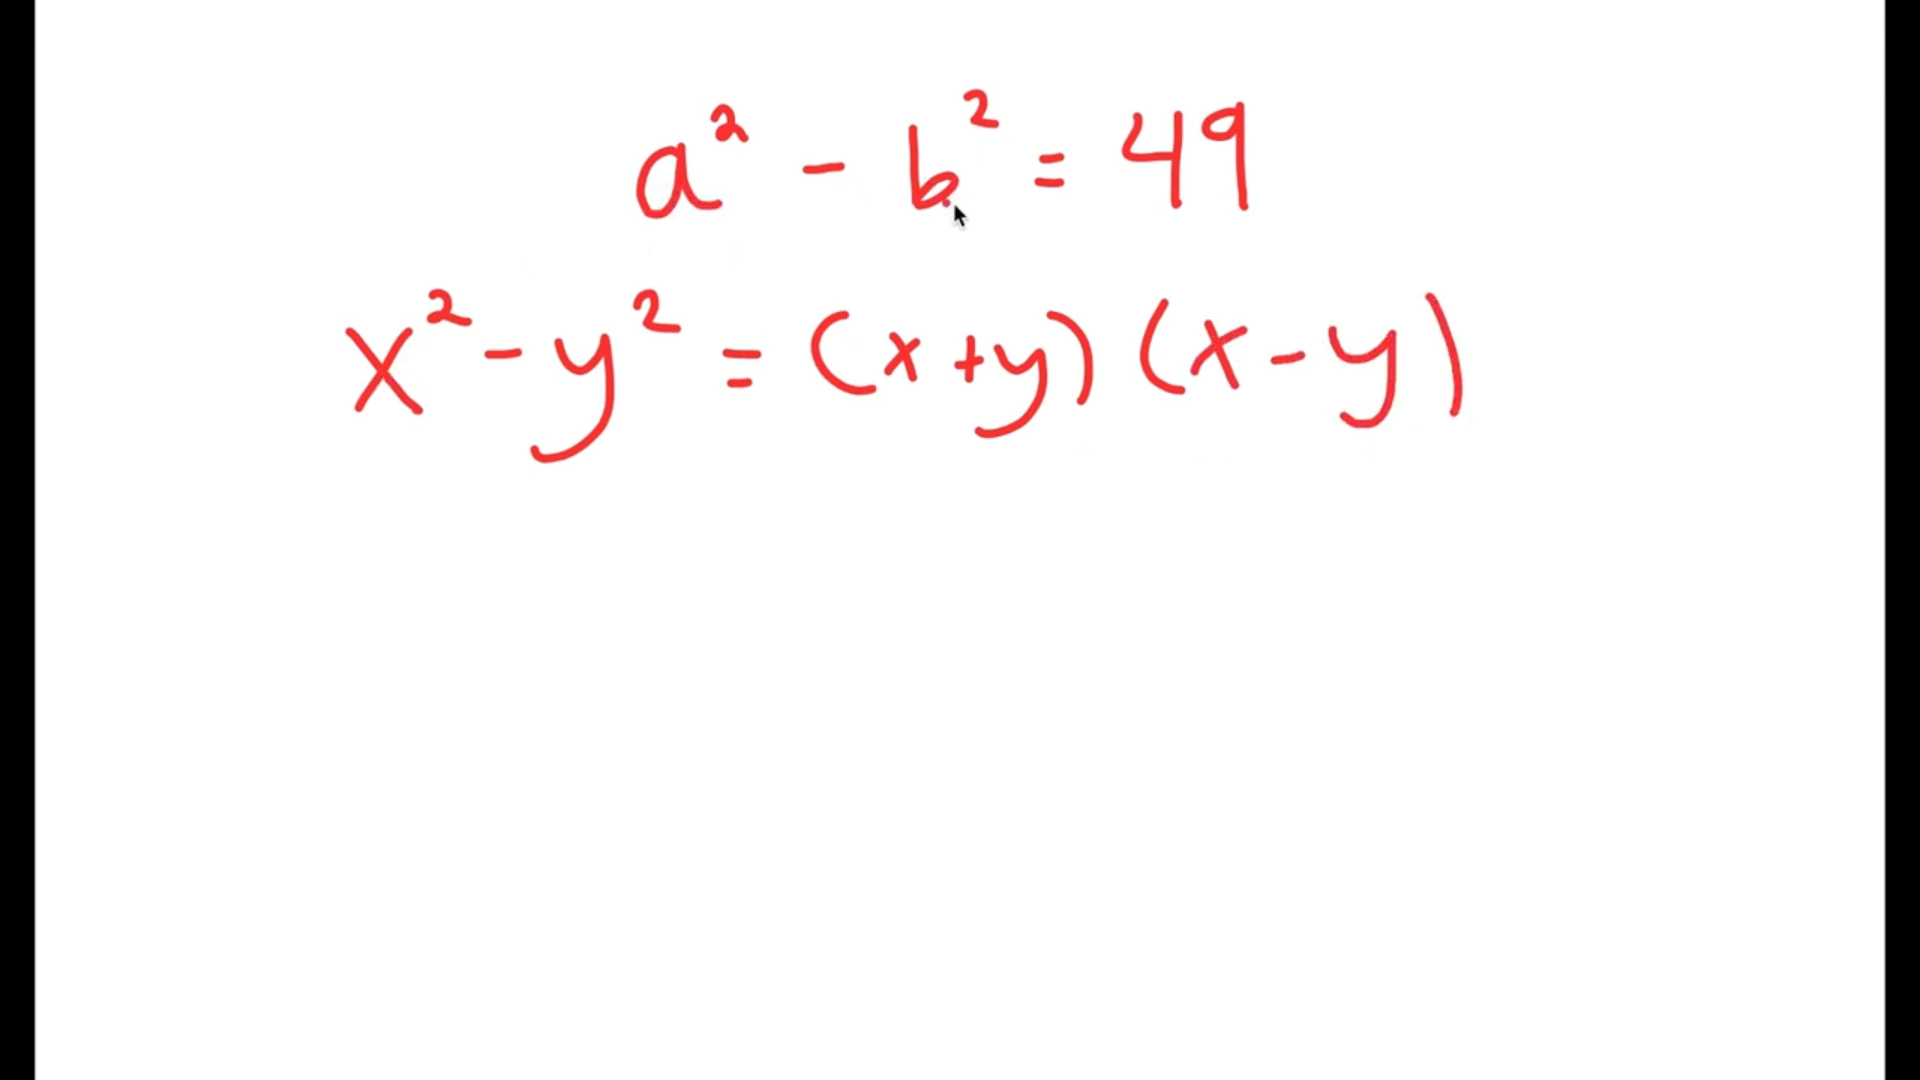 a² - b² = 49
x² - y² = (x + y) (x - y)